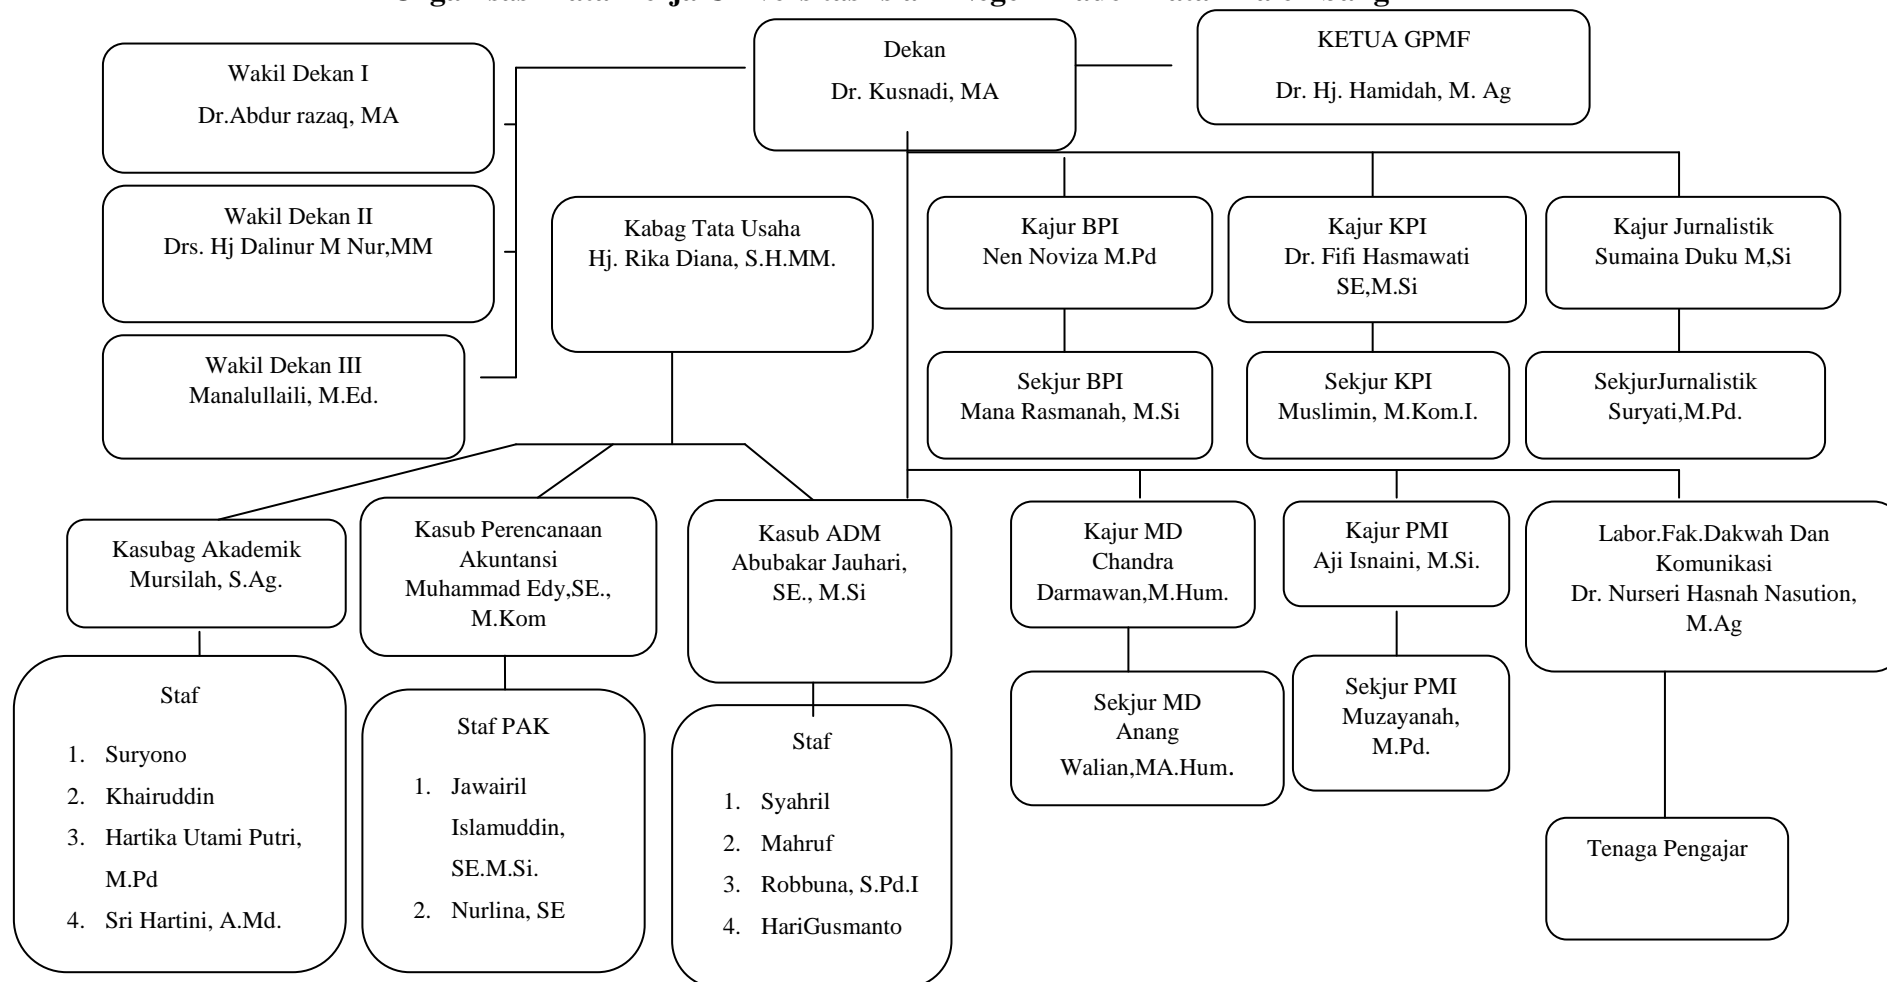 Wakil Dekan I
Dr.Abdur razaq, MA
Dekan
Dr. Kusnadi, MA
KETUA GPMF
Dr. Hj. Hamidah, M. Ag
Wakil Dekan II
Drs. Hj Dalinur M Nur,MM
Kabag Tata Usaha
Hj. Rika Diana, S.H.MM.
Kajur BPI
Nen Noviza M.Pd
Kajur KPI
Dr. Fifi Hasmawati
SE,M.Si
Kajur Jurnalistik
Sumaina Duku M,Si
Wakil Dekan III
Manalullaili, M.Ed.
Sekjur BPI
Mana Rasmanah, M.Si
Sekjur KPI
Muslimin, M.Kom.I.
SekjurJurnalistik
Suryati,M.Pd.
Kasubag Akademik
Mursilah, S.Ag.
Kasub Perencanaan
Akuntansi
Muhammad Edy,SE.,
M.Kom
Kasub ADM
Abubakar Jauhari,
SE., M.Si
Kajur MD
Chandra
Darmawan,M.Hum.
Kajur PMI
Aji Isnaini, M.Si.
Labor.Fak.Dakwah Dan
Komunikasi
Dr. Nurseri Hasnah Nasution,
M.Ag
Staf
1. Suryono
2. Khairuddin
3. Hartika Utami Putri,
M.Pd
4. Sri Hartini, A.Md.
Staf PAK
1. Jawairil
Islamuddin,
SE.M.Si.
2. Nurlina, SE
Staf
1. Syahril
2. Mahruf
3. Robbuna, S.Pd.I
4. HariGusmanto
Sekjur MD
Anang
Walian,MA.Hum.
Sekjur PMI
Muzayanah,
M.Pd.
Tenaga Pengajar